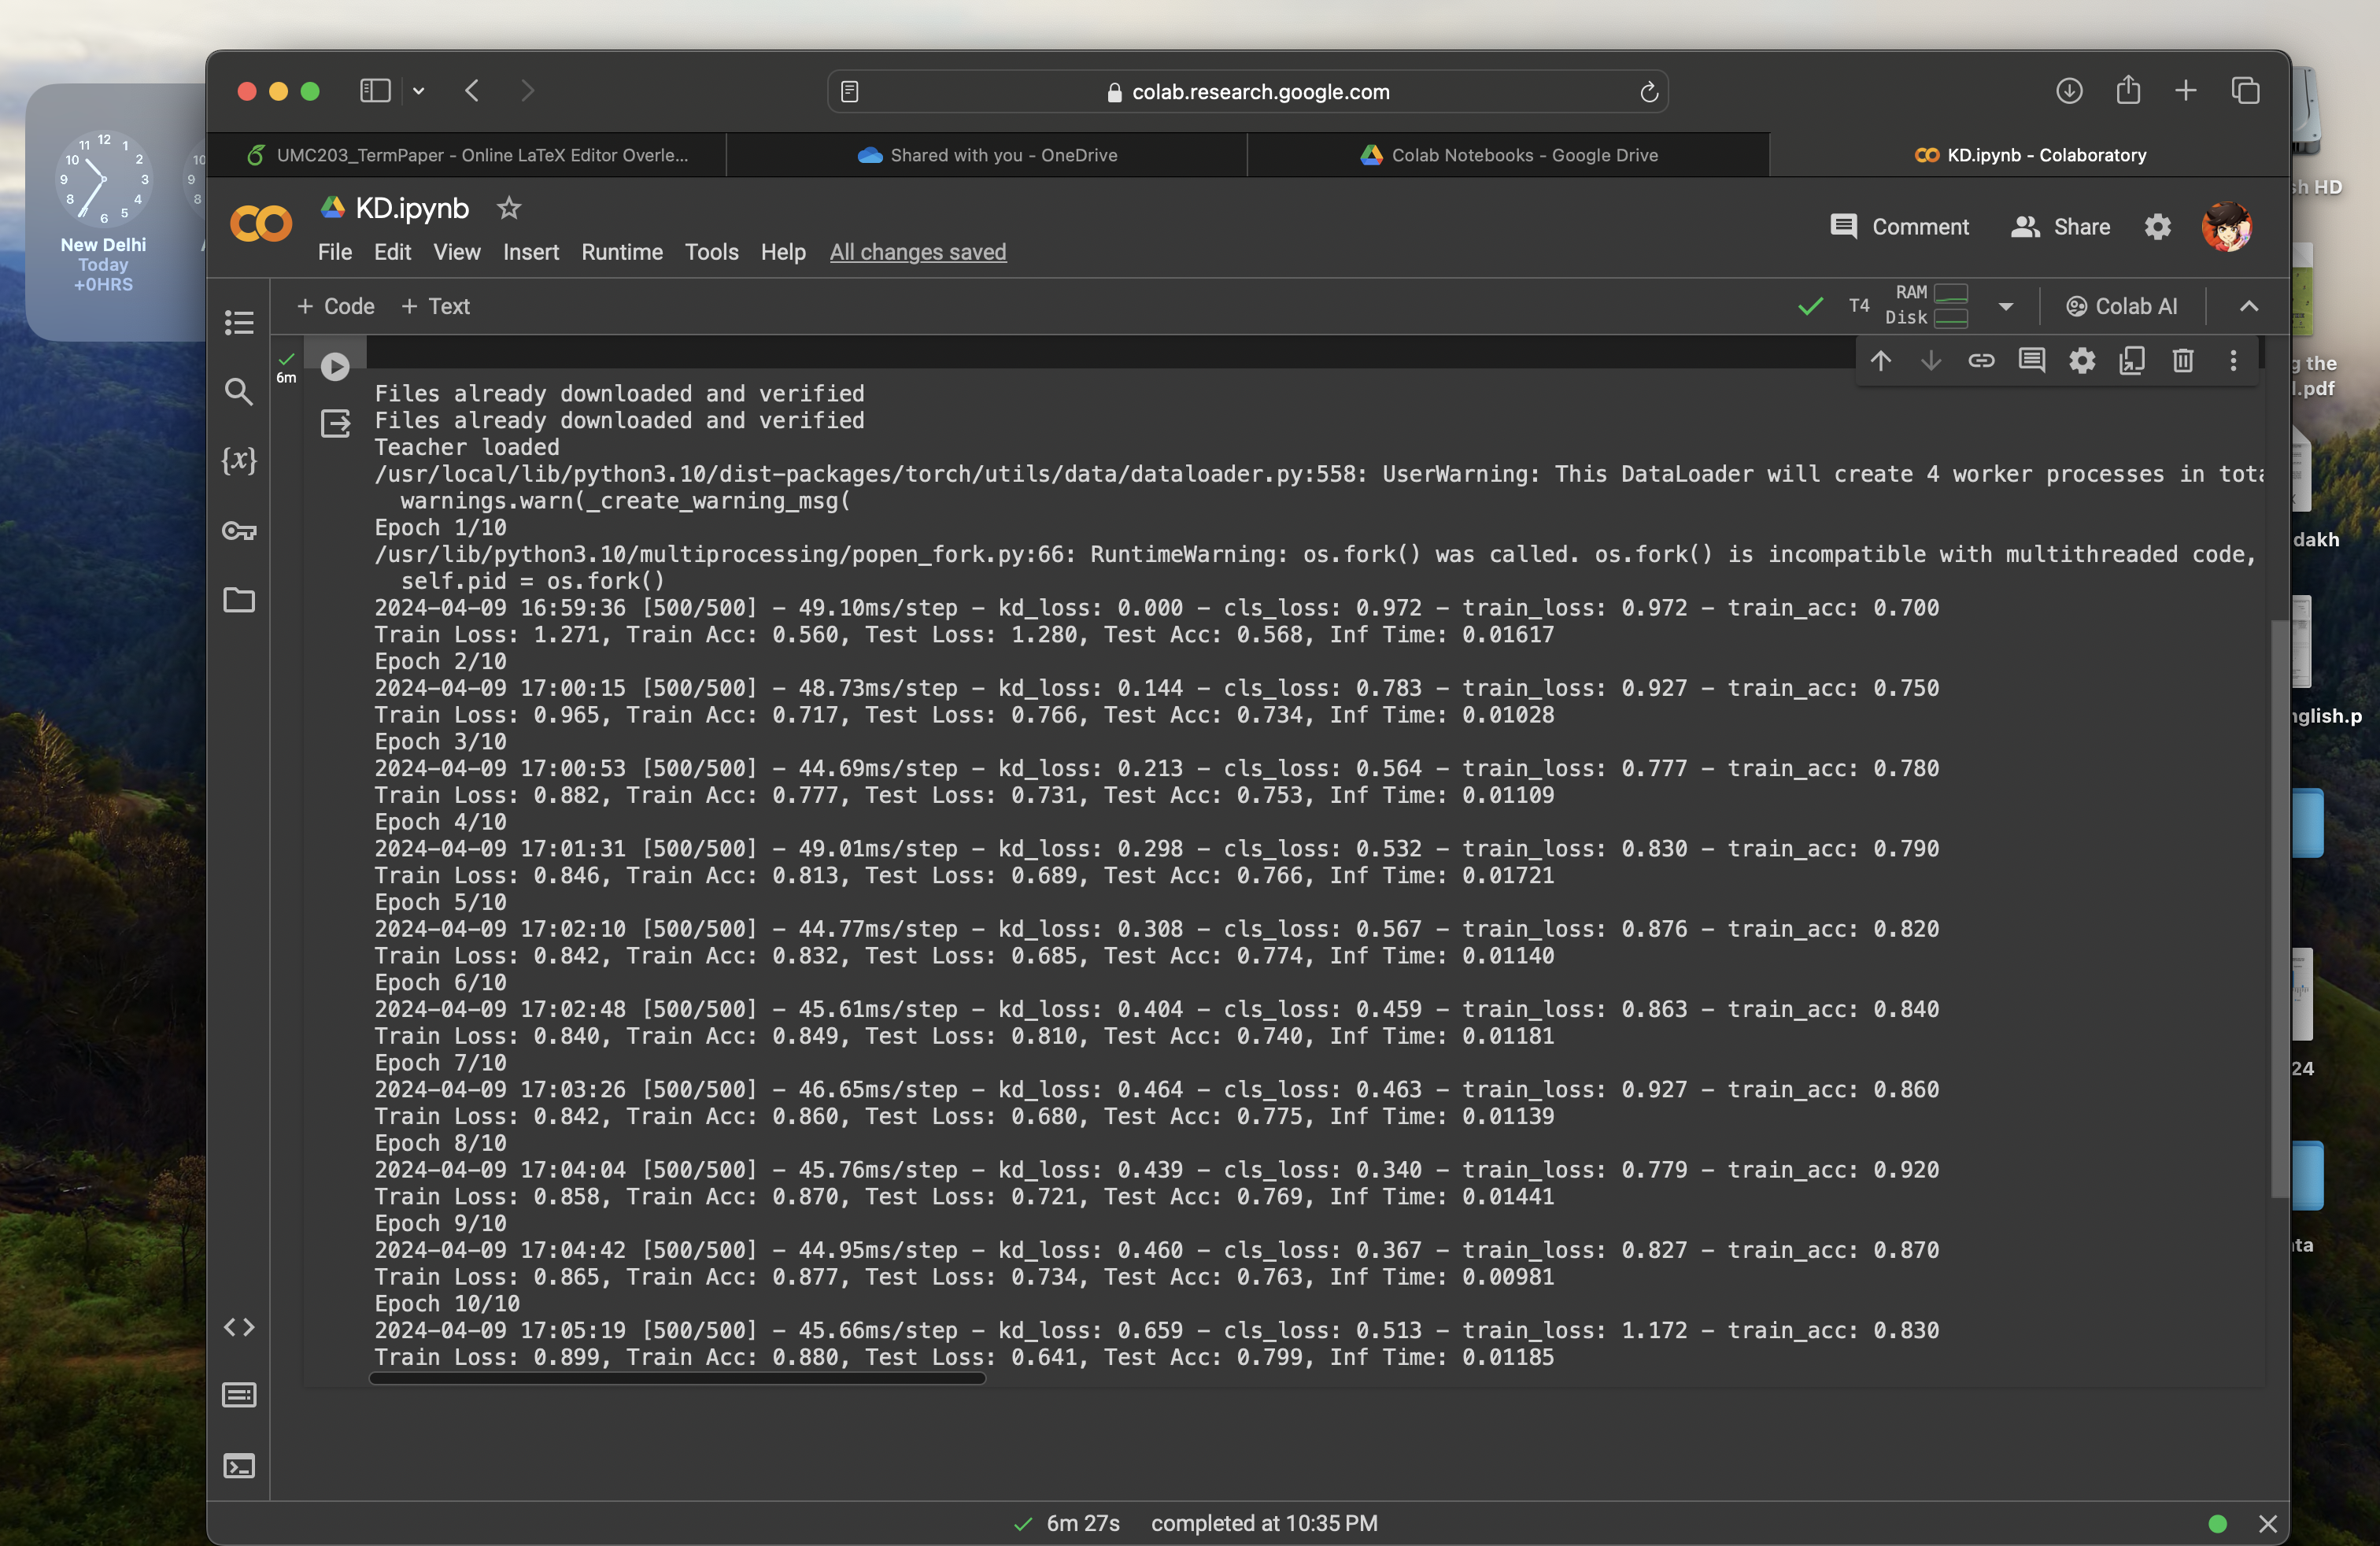 colab.research.google.com
UMC203_TermPaper - Online LaTeX Editor Overle...
Shared with you - OneDrive
Colab Notebooks - Google Drive
KD.ipynb - Colaboratory
12
11 1
10 2
9 3
8 4
7 5
6
10
9
8
New Delhi
Today
+0HRS
KD.ipynb
File Edit View Insert Runtime Tools Help All changes saved
Comment
Share
+ Code + Text
T4
RAM
Disk
Colab AI
6m
{x}
Files already downloaded and verified
Files already downloaded and verified
Teacher loaded
/usr/local/lib/python3.10/dist-packages/torch/utils/data/dataloader.py:558: UserWarning: This DataLoader will create 4 worker processes in tota
warnings.warn(_create_warning_msg(
Epoch 1/10
/usr/lib/python3.10/multiprocessing/popen_fork.py:66: RuntimeWarning: os.fork() was called. os.fork() is incompatible with multithreaded code,
self.pid = os.fork()
2024-04-09 16:59:36 [500/500] - 49.10ms/step - kd_loss: 0.000 - cls_loss: 0.972 - train_loss: 0.972 - train_acc: 0.700
Train Loss: 1.271, Train Acc: 0.560, Test Loss: 1.280, Test Acc: 0.568, Inf Time: 0.01617
Epoch 2/10
2024-04-09 17:00:15 [500/500] - 48.73ms/step - kd_loss: 0.144 - cls_loss: 0.783 - train_loss: 0.927 - train_acc: 0.750
Train Loss: 0.965, Train Acc: 0.717, Test Loss: 0.766, Test Acc: 0.734, Inf Time: 0.01028
Epoch 3/10
2024-04-09 17:00:53 [500/500] - 44.69ms/step - kd_loss: 0.213 - cls_loss: 0.564 - train_loss: 0.777 - train_acc: 0.780
Train Loss: 0.882, Train Acc: 0.777, Test Loss: 0.731, Test Acc: 0.753, Inf Time: 0.01109
Epoch 4/10
2024-04-09 17:01:31 [500/500] - 49.01ms/step - kd_loss: 0.298 - cls_loss: 0.532 - train_loss: 0.830 - train_acc: 0.790
Train Loss: 0.846, Train Acc: 0.813, Test Loss: 0.689, Test Acc: 0.766, Inf Time: 0.01721
Epoch 5/10
2024-04-09 17:02:10 [500/500] - 44.77ms/step - kd_loss: 0.308 - cls_loss: 0.567 - train_loss: 0.876 - train_acc: 0.820
Train Loss: 0.842, Train Acc: 0.832, Test Loss: 0.685, Test Acc: 0.774, Inf Time: 0.01140
Epoch 6/10
2024-04-09 17:02:48 [500/500] - 45.61ms/step - kd_loss: 0.404 - cls_loss: 0.459 - train_loss: 0.863 - train_acc: 0.840
Train Loss: 0.840, Train Acc: 0.849, Test Loss: 0.810, Test Acc: 0.740, Inf Time: 0.01181
Epoch 7/10
2024-04-09 17:03:26 [500/500] - 46.65ms/step - kd_loss: 0.464 - cls_loss: 0.463 - train_loss: 0.927 - train_acc: 0.860
Train Loss: 0.842, Train Acc: 0.860, Test Loss: 0.680, Test Acc: 0.775, Inf Time: 0.01139
Epoch 8/10
2024-04-09 17:04:04 [500/500] - 45.76ms/step - kd_loss: 0.439 - cls_loss: 0.340 - train_loss: 0.779 - train_acc: 0.920
Train Loss: 0.858, Train Acc: 0.870, Test Loss: 0.721, Test Acc: 0.769, Inf Time: 0.01441
Epoch 9/10
2024-04-09 17:04:42 [500/500] - 44.95ms/step - kd_loss: 0.460 - cls_loss: 0.367 - train_loss: 0.827 - train_acc: 0.870
Train Loss: 0.865, Train Acc: 0.877, Test Loss: 0.734, Test Acc: 0.763, Inf Time: 0.00981
Epoch 10/10
2024-04-09 17:05:19 [500/500] - 45.66ms/step - kd_loss: 0.659 - cls_loss: 0.513 - train_loss: 1.172 - train_acc: 0.830
Train Loss: 0.899, Train Acc: 0.880, Test Loss: 0.641, Test Acc: 0.799, Inf Time: 0.01185
6m 27s completed at 10:35 PM
sh HD
g the
l.pdf
dakh
nglish.p
24
ata